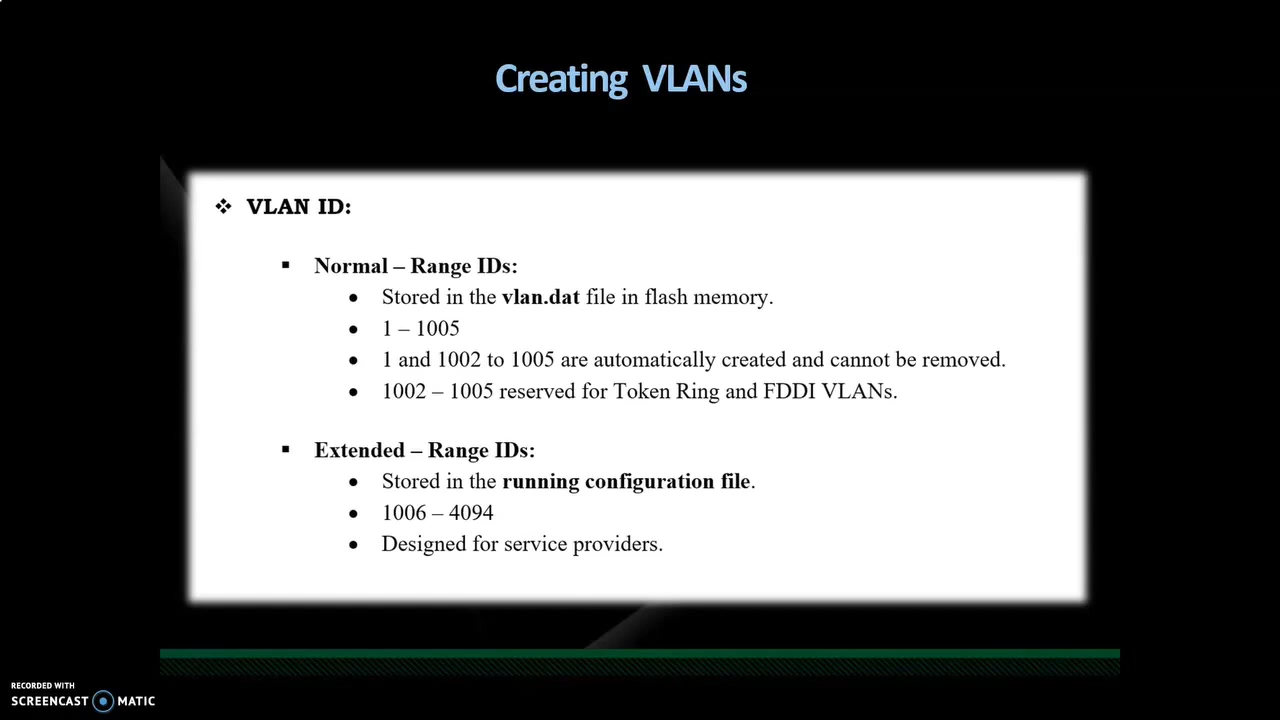 Creating VLANs
❖ VLAN ID:
▪ Normal – Range IDs:
• Stored in the vlan.dat file in flash memory.
• 1 – 1005
• 1 and 1002 to 1005 are automatically created and cannot be removed.
• 1002 – 1005 reserved for Token Ring and FDDI VLANs.
▪ Extended – Range IDs:
• Stored in the running configuration file.
• 1006 – 4094
• Designed for service providers.
RECORDED WITH
SCREENCAST MATIC